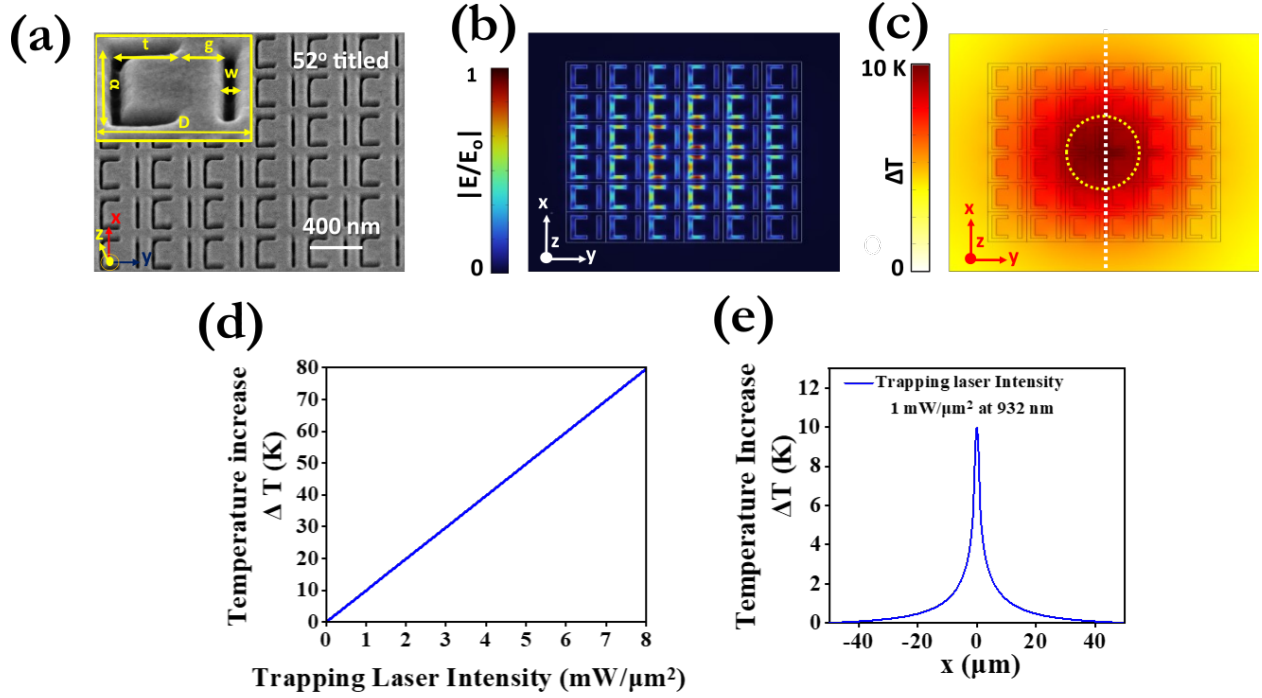 (a)
t
g
w
α
D
52º titled
400 nm
x
z
y
(b)
1
|E/Eo|
0
x
z
y
(c)
10 K
ΔT
0
x
z
y
(d)
Temperature increase
Δ T (K)
80
70
60
50
40
30
20
10
0
0 1 2 3 4 5 6 7 8
Trapping Laser Intensity (mW/μm²)
(e)
Temperature Increase
ΔT (K)
12
10
8
6
4
2
0
Trapping laser Intensity
1 mW/μm² at 932 nm
-40 -20 0 20 40
x (μm)